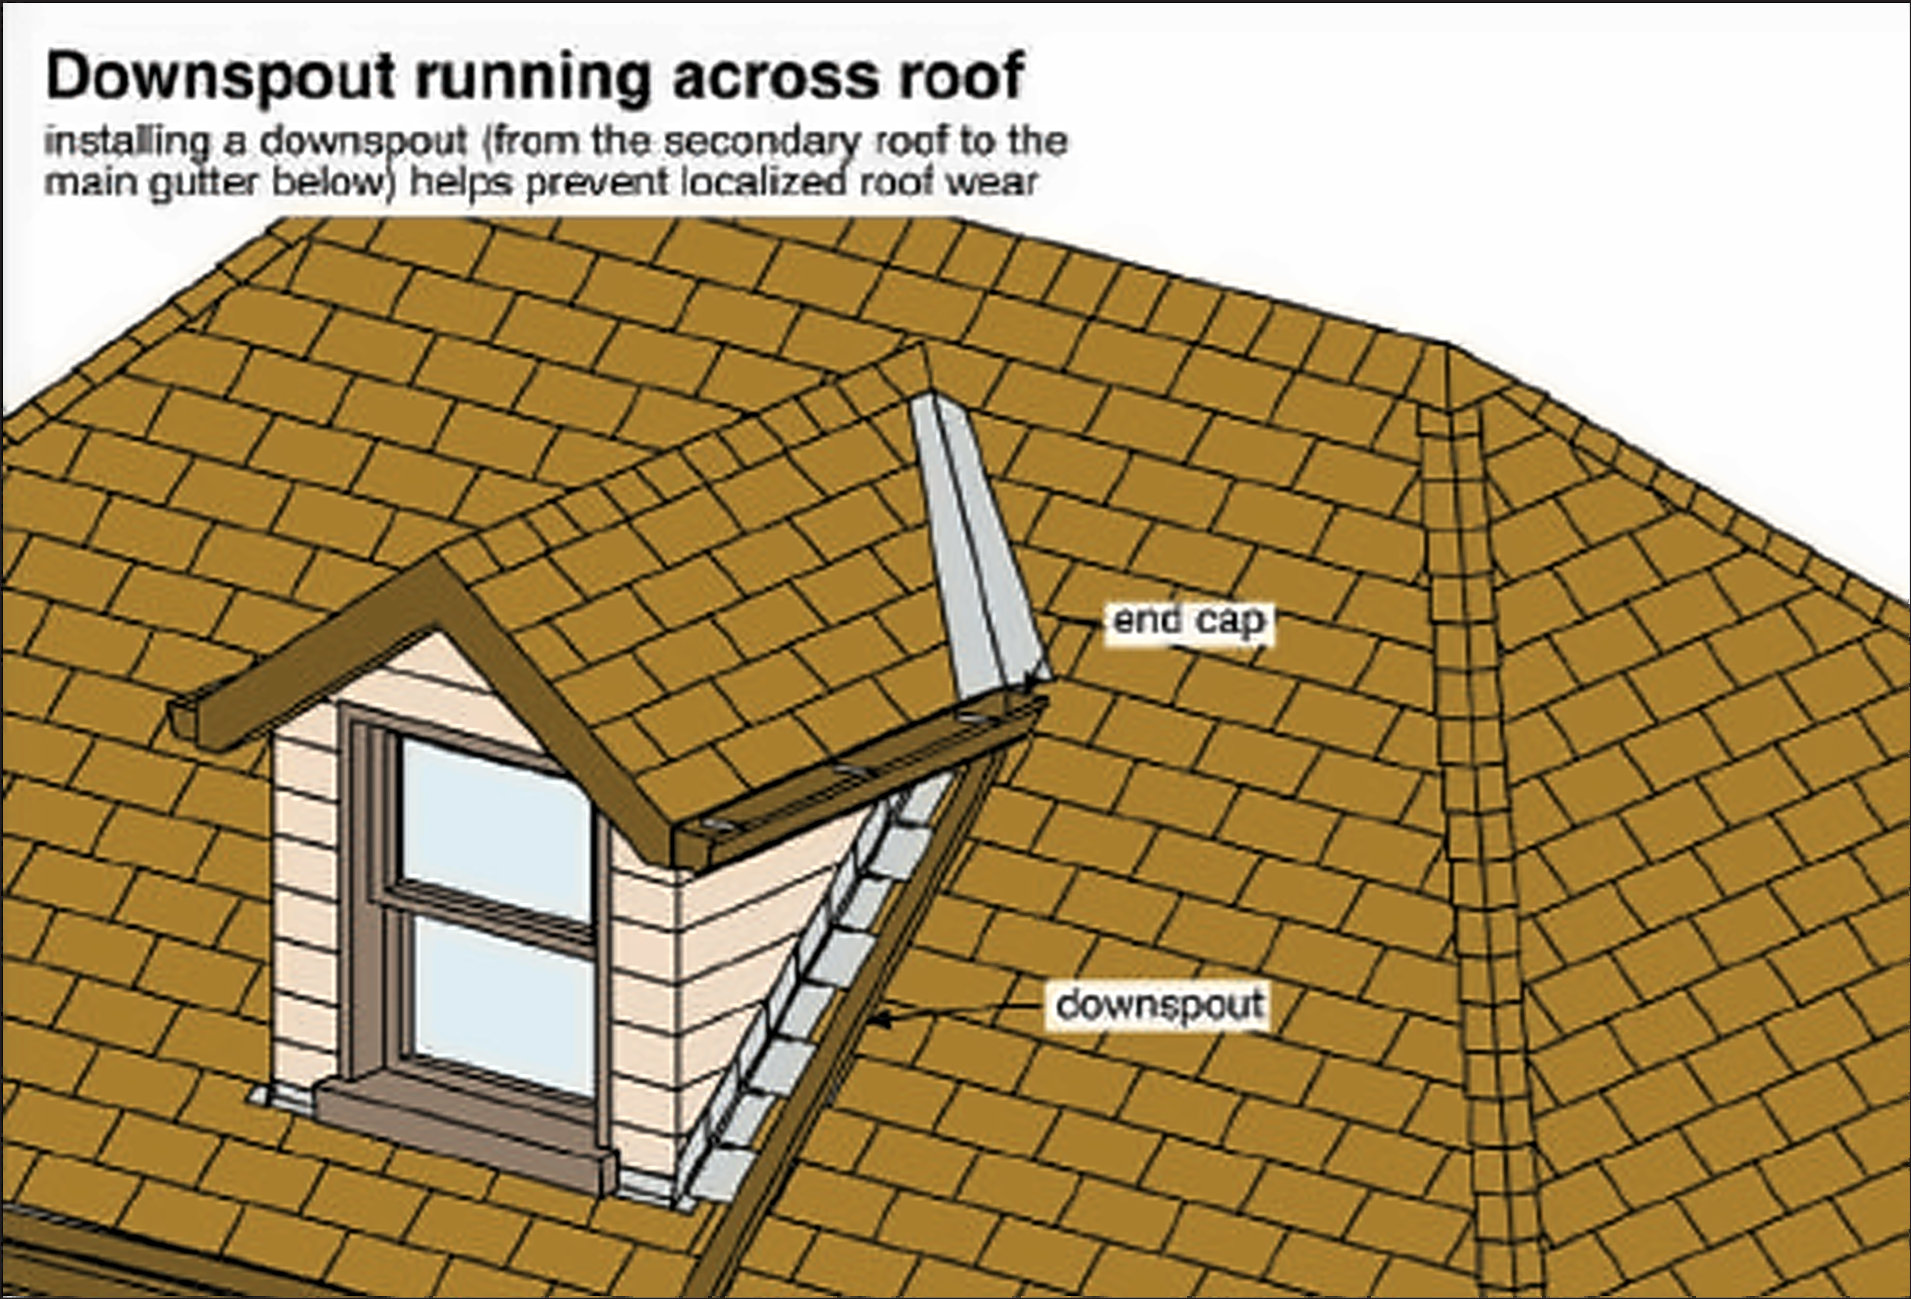 Downspout running across roof
installing a downspout (from the secondary roof to the
main gutter below) helps prevent localized roof wear
end cap
downspout